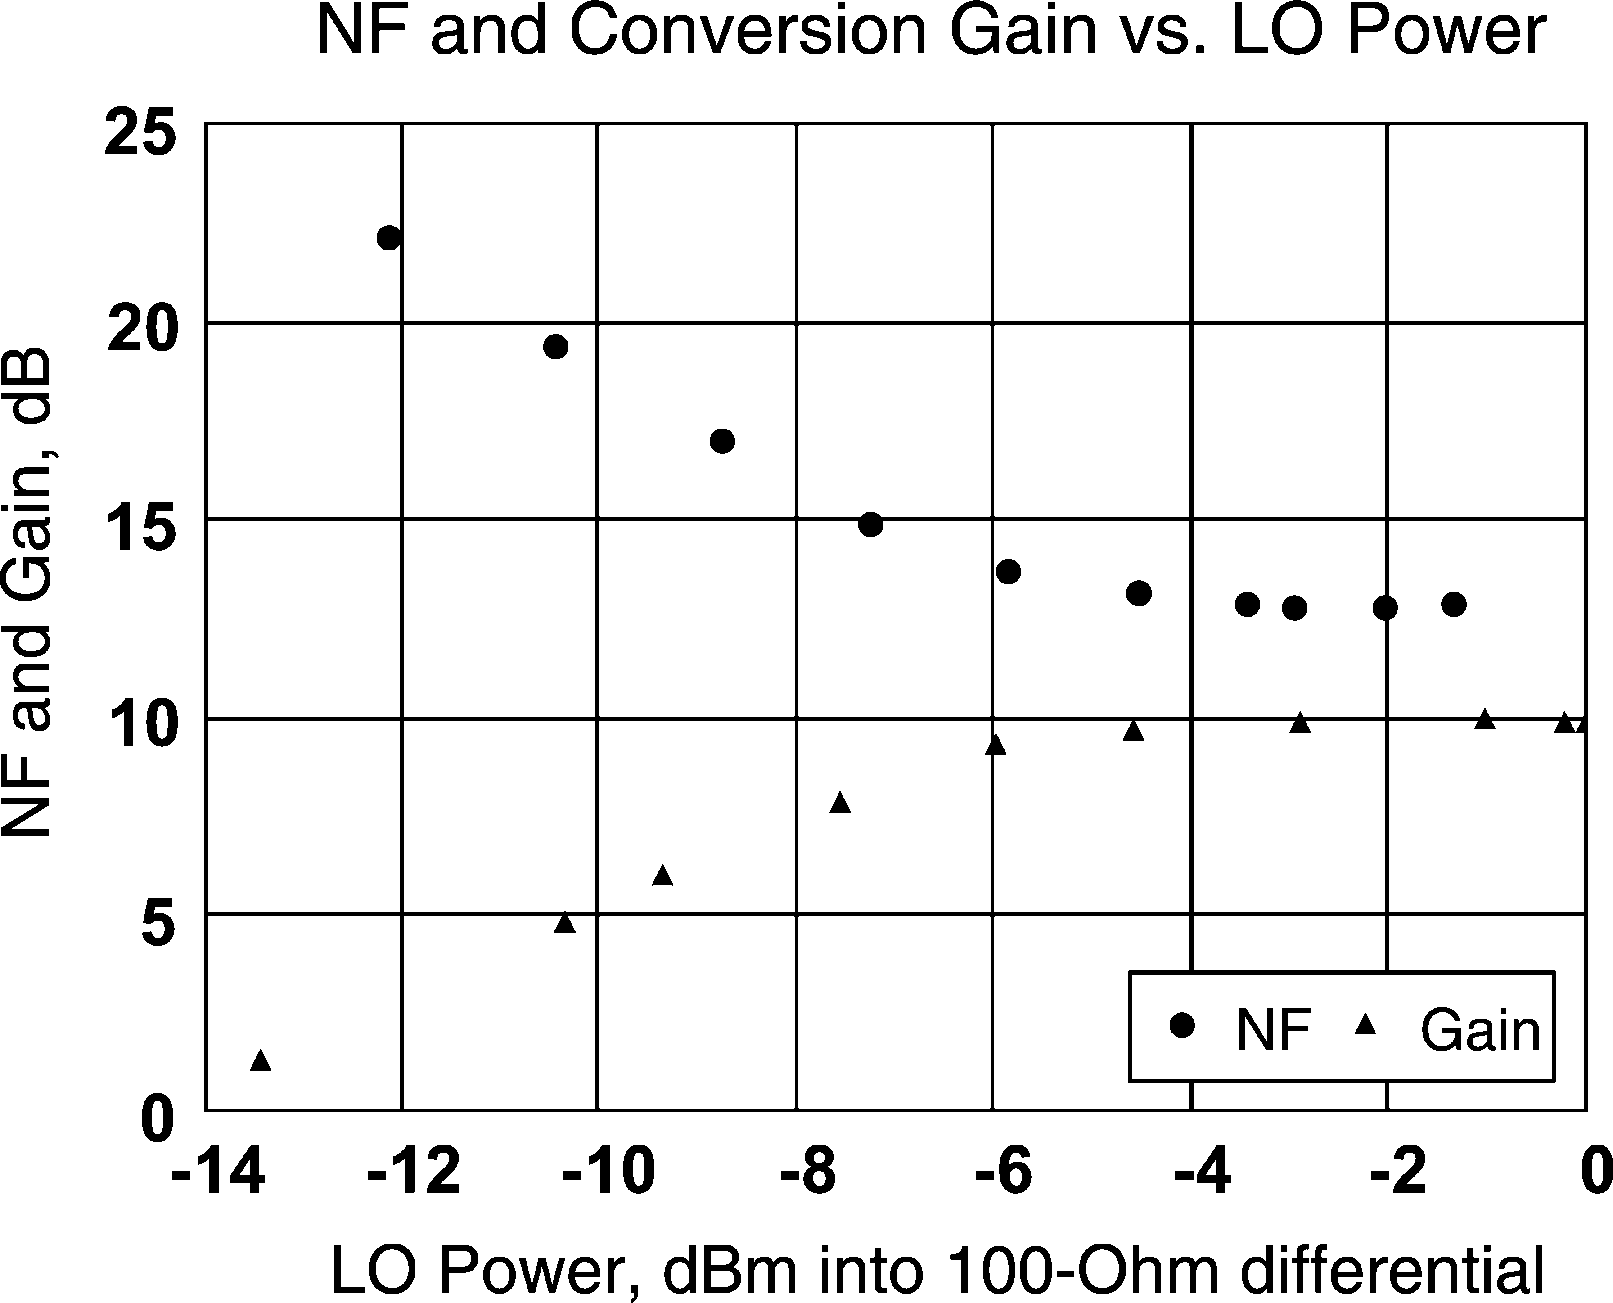 NF and Conversion Gain vs. LO Power
NF and Gain, dB
25
20
15
10
5
0
NF Gain
-14 -12 -10 -8 -6 -4 -2 0
LO Power, dBm into 100-Ohm differential